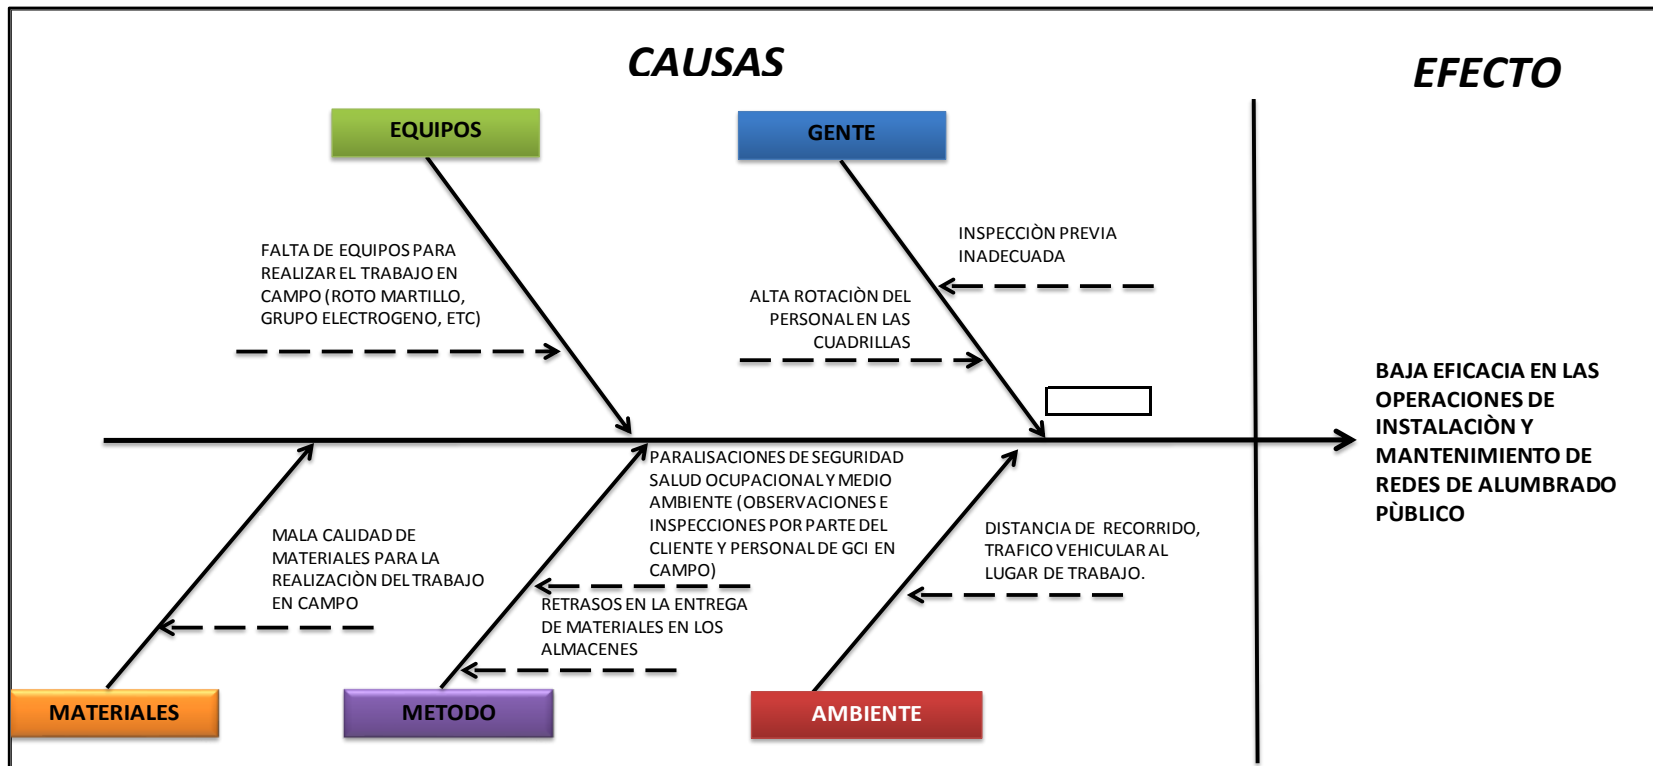 CAUSAS
EFECTO
EQUIPOS
GENTE
FALTA DE EQUIPOS PARA
REALIZAR EL TRABAJO EN
CAMPO (ROTO MARTILLO,
GRUPO ELECTROGENO, ETC)
INSPECCIÒN PREVIA
INADECUADA
ALTA ROTACIÒN DEL
PERSONAL EN LAS
CUADRILLAS
BAJA EFICACIA EN LAS
OPERACIONES DE
INSTALACIÒN Y
MANTENIMIENTO DE
REDES DE ALUMBRADO
PÙBLICO
MALA CALIDAD DE
MATERIALES PARA LA
REALIZACIÒN DEL TRABAJO
EN CAMPO
PARALISACIONES DE SEGURIDAD
SALUD OCUPACIONAL Y MEDIO
AMBIENTE (OBSERVACIONES E
INSPECCIONES POR PARTE DEL
CLIENTE Y PERSONAL DE GCI EN
CAMPO)
RETRASOS EN LA ENTREGA
DE MATERIALES EN LOS
ALMACENES
DISTANCIA DE RECORRIDO,
TRAFICO VEHICULAR AL
LUGAR DE TRABAJO.
MATERIALES
METODO
AMBIENTE